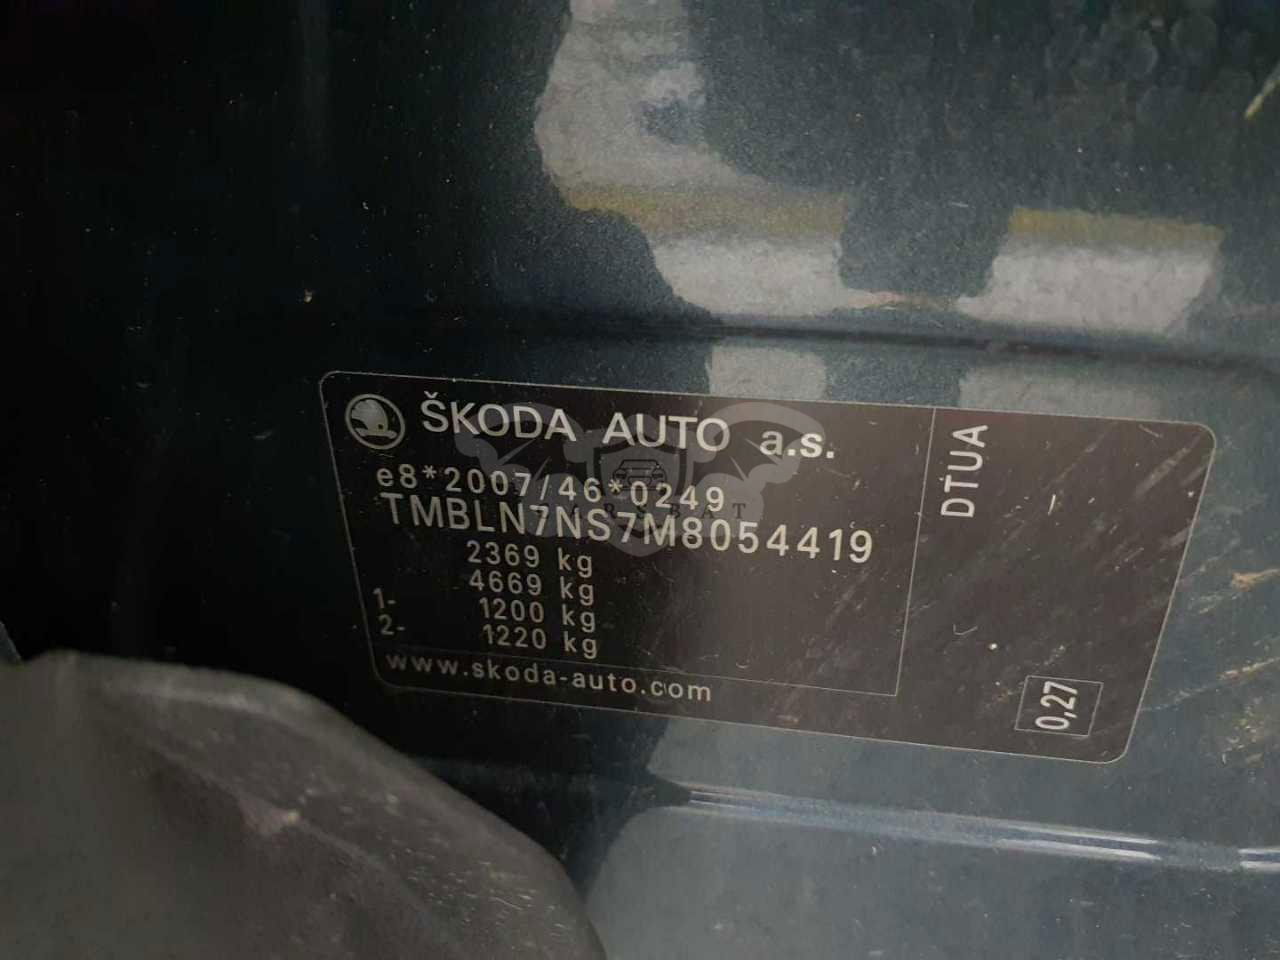 ŠKODA AUTO a.s.
e8*2007/46*0249
TMBLN7NS7M8054419
2369 kg
4669 kg
1- 1200 kg
2- 1220 kg
www.skoda-auto.com
DTUA
0,27
CARSBAT